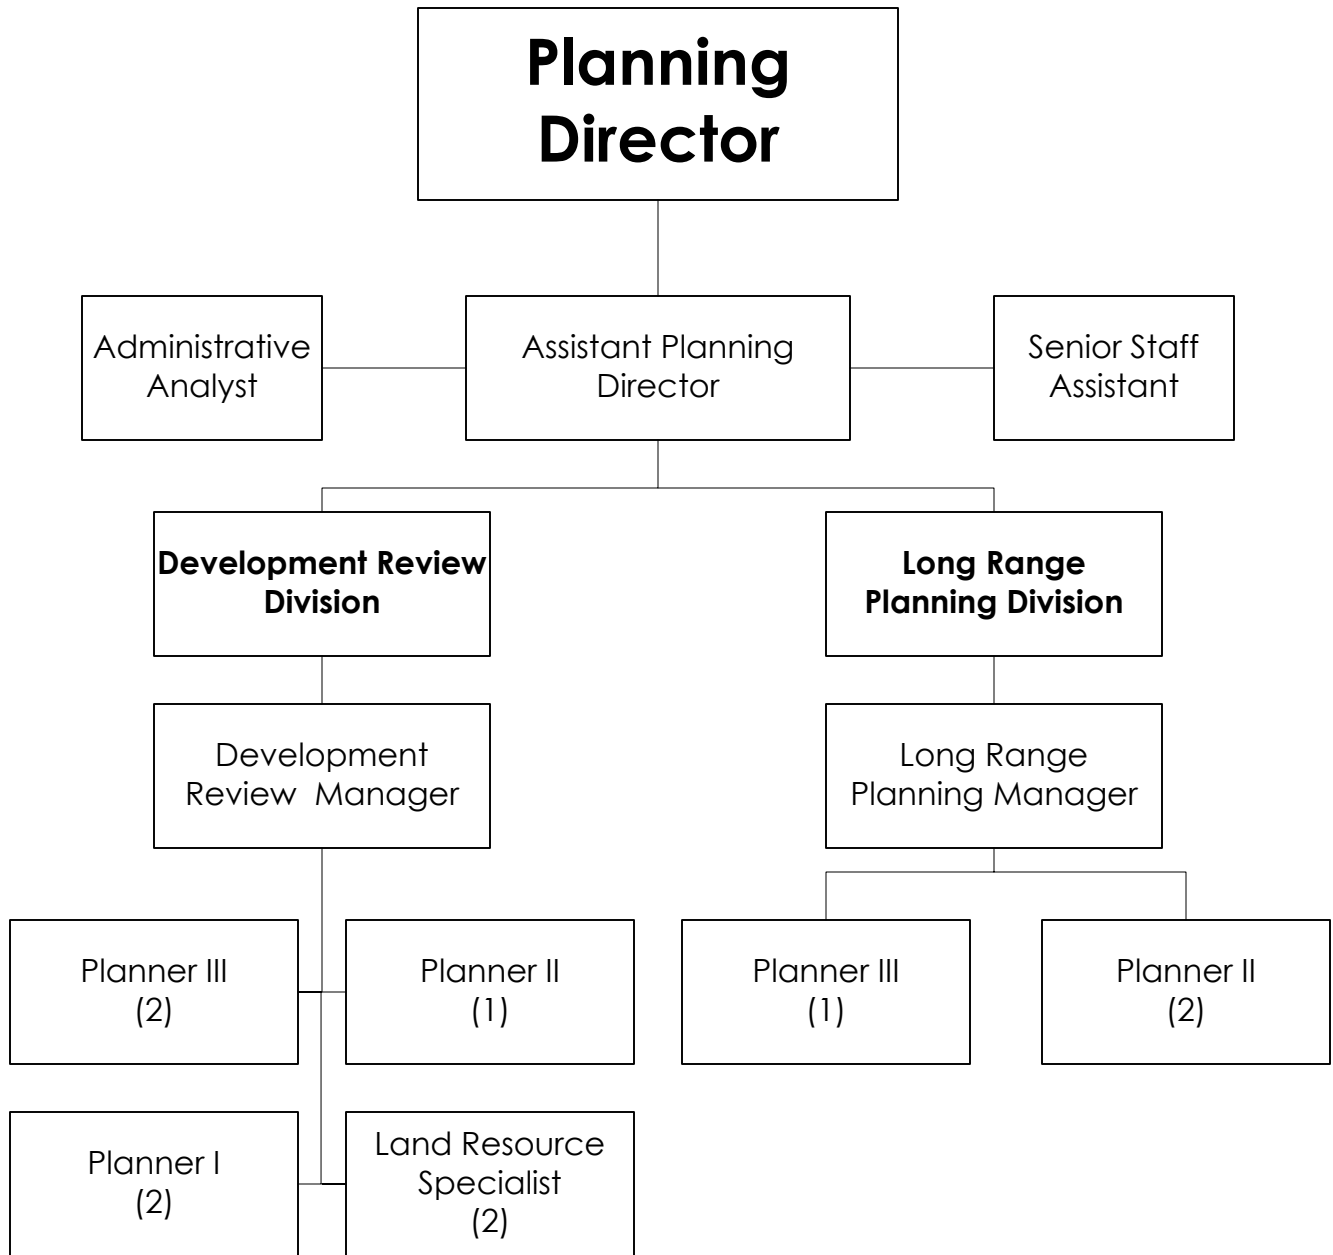 Planning
Director
Administrative
Analyst
Assistant Planning
Director
Senior Staff
Assistant
Development Review
Division
Long Range
Planning Division
Development
Review  Manager
Long Range
Planning Manager
Planner III
(2)
Planner II
(1)
Planner III
(1)
Planner II
(2)
Planner I
(2)
Land Resource
Specialist
(2)